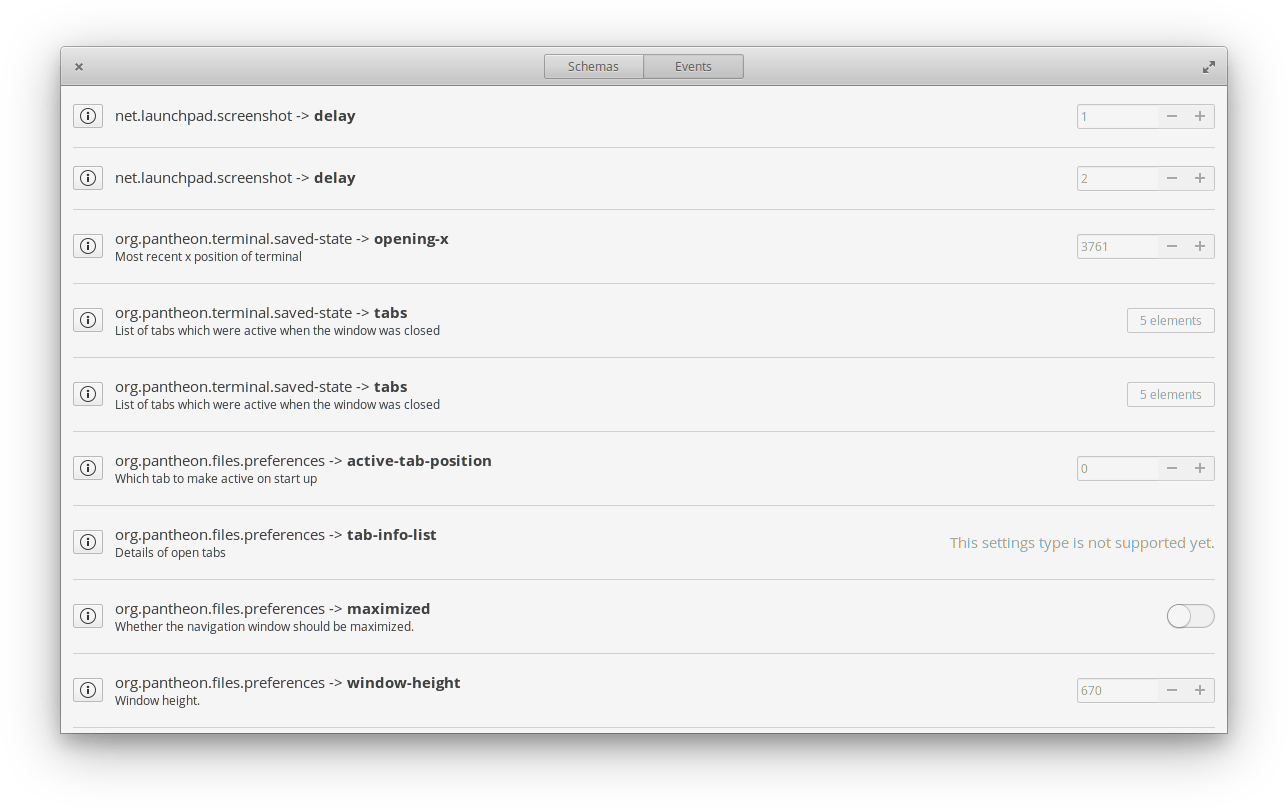 Schemas Events
net.launchpad.screenshot -> delay 1
net.launchpad.screenshot -> delay 2
org.pantheon.terminal.saved-state -> opening-x
Most recent x position of terminal
3761
org.pantheon.terminal.saved-state -> tabs
List of tabs which were active when the window was closed
5 elements
org.pantheon.terminal.saved-state -> tabs
List of tabs which were active when the window was closed
5 elements
org.pantheon.files.preferences -> active-tab-position
Which tab to make active on start up
0
org.pantheon.files.preferences -> tab-info-list
Details of open tabs
This settings type is not supported yet.
org.pantheon.files.preferences -> maximized
Whether the navigation window should be maximized.
org.pantheon.files.preferences -> window-height
Window height.
670